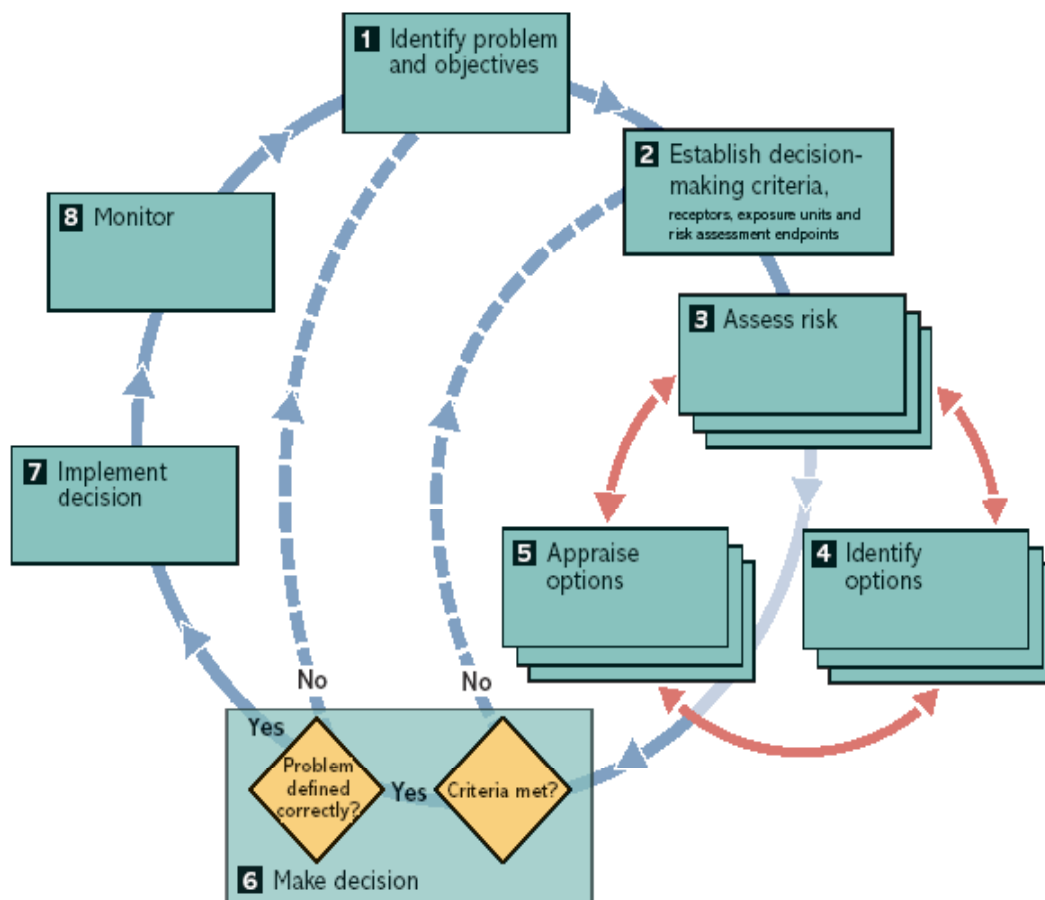 1 Identify problem
and objectives
2 Establish decision-
making criteria,
receptors, exposure units and
risk assessment endpoints
8 Monitor
3 Assess risk
7 Implement
decision
5 Appraise
options
4 Identify
options
No
No
Yes
Problem
defined
correctly?
Yes
Criteria met?
6 Make decision